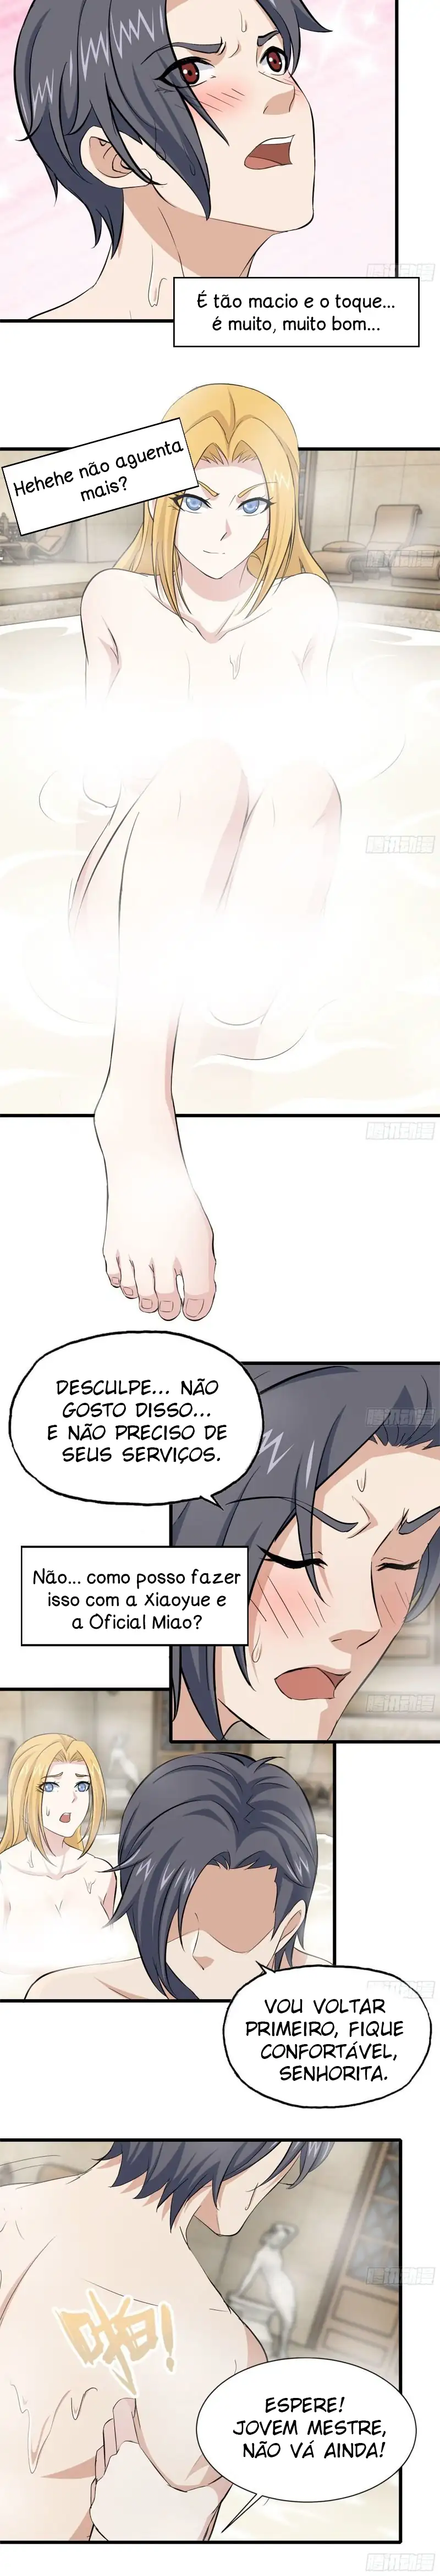 É tão macio e o toque...
é muito, muito bom...
Hehehe não aguenta
mais?
DESCULPE... NÃO
GOSTO DISSO...
E NÃO PRECISO DE
SEUS SERVIÇOS.
Não... como posso fazer
isso com a Xiaoyue e
a Oficial Miao?
VOU VOLTAR
PRIMEIRO, FIQUE
CONFORTÁVEL,
SENHORITA.
ESPERE!
JOVEM MESTRE,
NÃO VÁ AINDA!